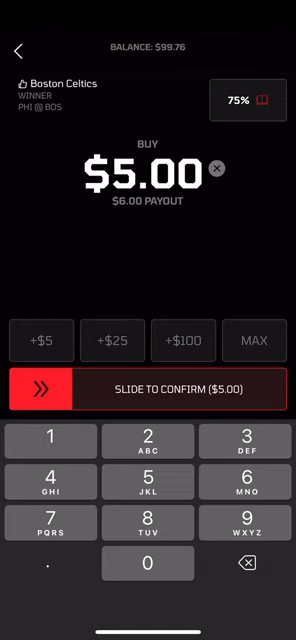 BALANCE: $99.76
Boston Celtics
WINNER
PHI @ BOS
75%
BUY
$5.00
$6.00 PAYOUT
+$5
+$25
+$100
MAX
SLIDE TO CONFIRM ($5.00)
1
2
ABC
3
DEF
4
GHI
5
JKL
6
MNO
7
PQRS
8
TUV
9
WXYZ
.
0